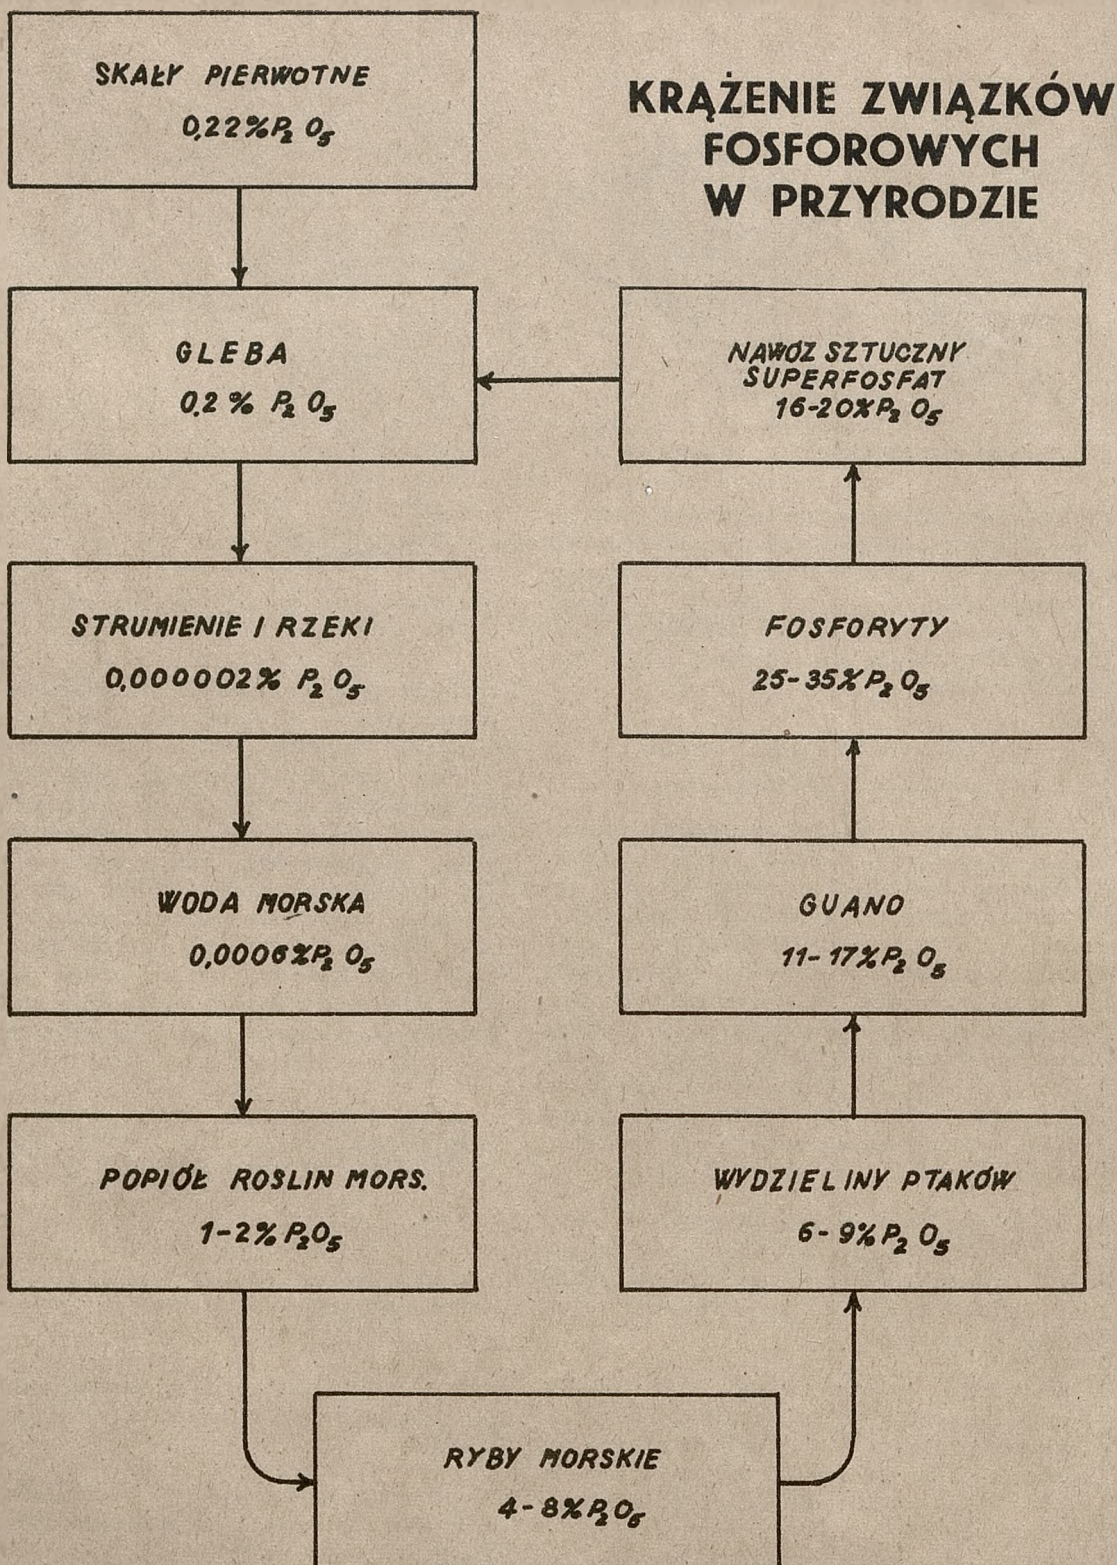 KRĄŻENIE ZWIĄZKÓW
FOSFOROWYCH
W PRZYRODZIE
SKAŁY PIERWOTNE
0,22% P₂ O₅
GLEBA
0,2 % P₂ O₅
STRUMIENIE I RZEKI
0,000002% P₂ O₅
WODA MORSKA
0,0006% P₂ O₅
POPIÓŁ ROSLIN MORS.
1-2% P₂O₅
RYBY MORSKIE
4-8% P₂O₅
WYDZIELINY PTAKÓW
6-9% P₂ O₅
GUANO
11-17% P₂ O₅
FOSFORYTY
25-35% P₂ O₅
NAWÓZ SZTUCZNY
SUPERFOSFAT
16-20% P₂ O₅